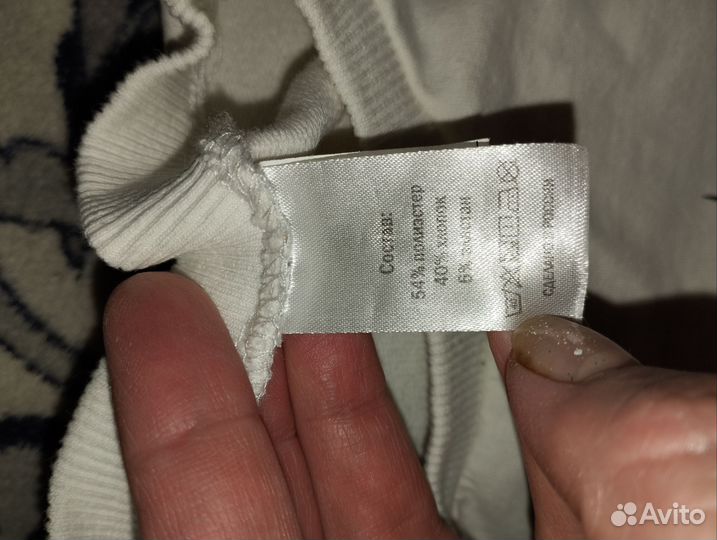 Состав:
54% полиэстер
40% хлопок
6% эластан
СДЕЛАНО В РОССИИ
Avito